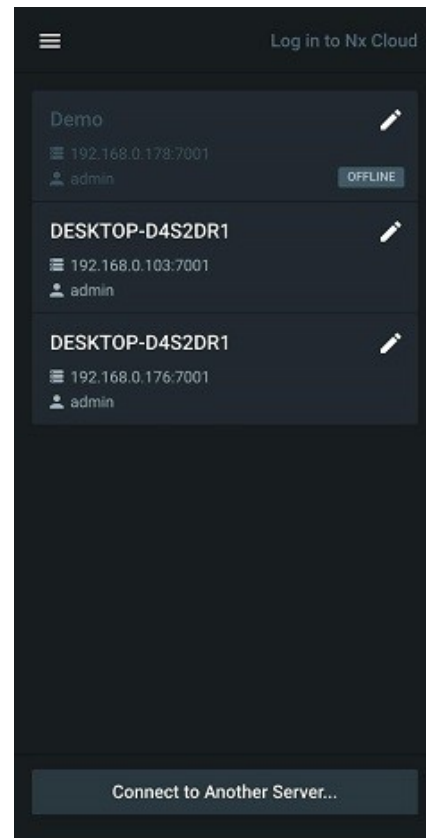 Log in to Nx Cloud
Demo
192.168.0.178:7001
admin
OFFLINE
DESKTOP-D4S2DR1
192.168.0.103:7001
admin
DESKTOP-D4S2DR1
192.168.0.176:7001
admin
Connect to Another Server...